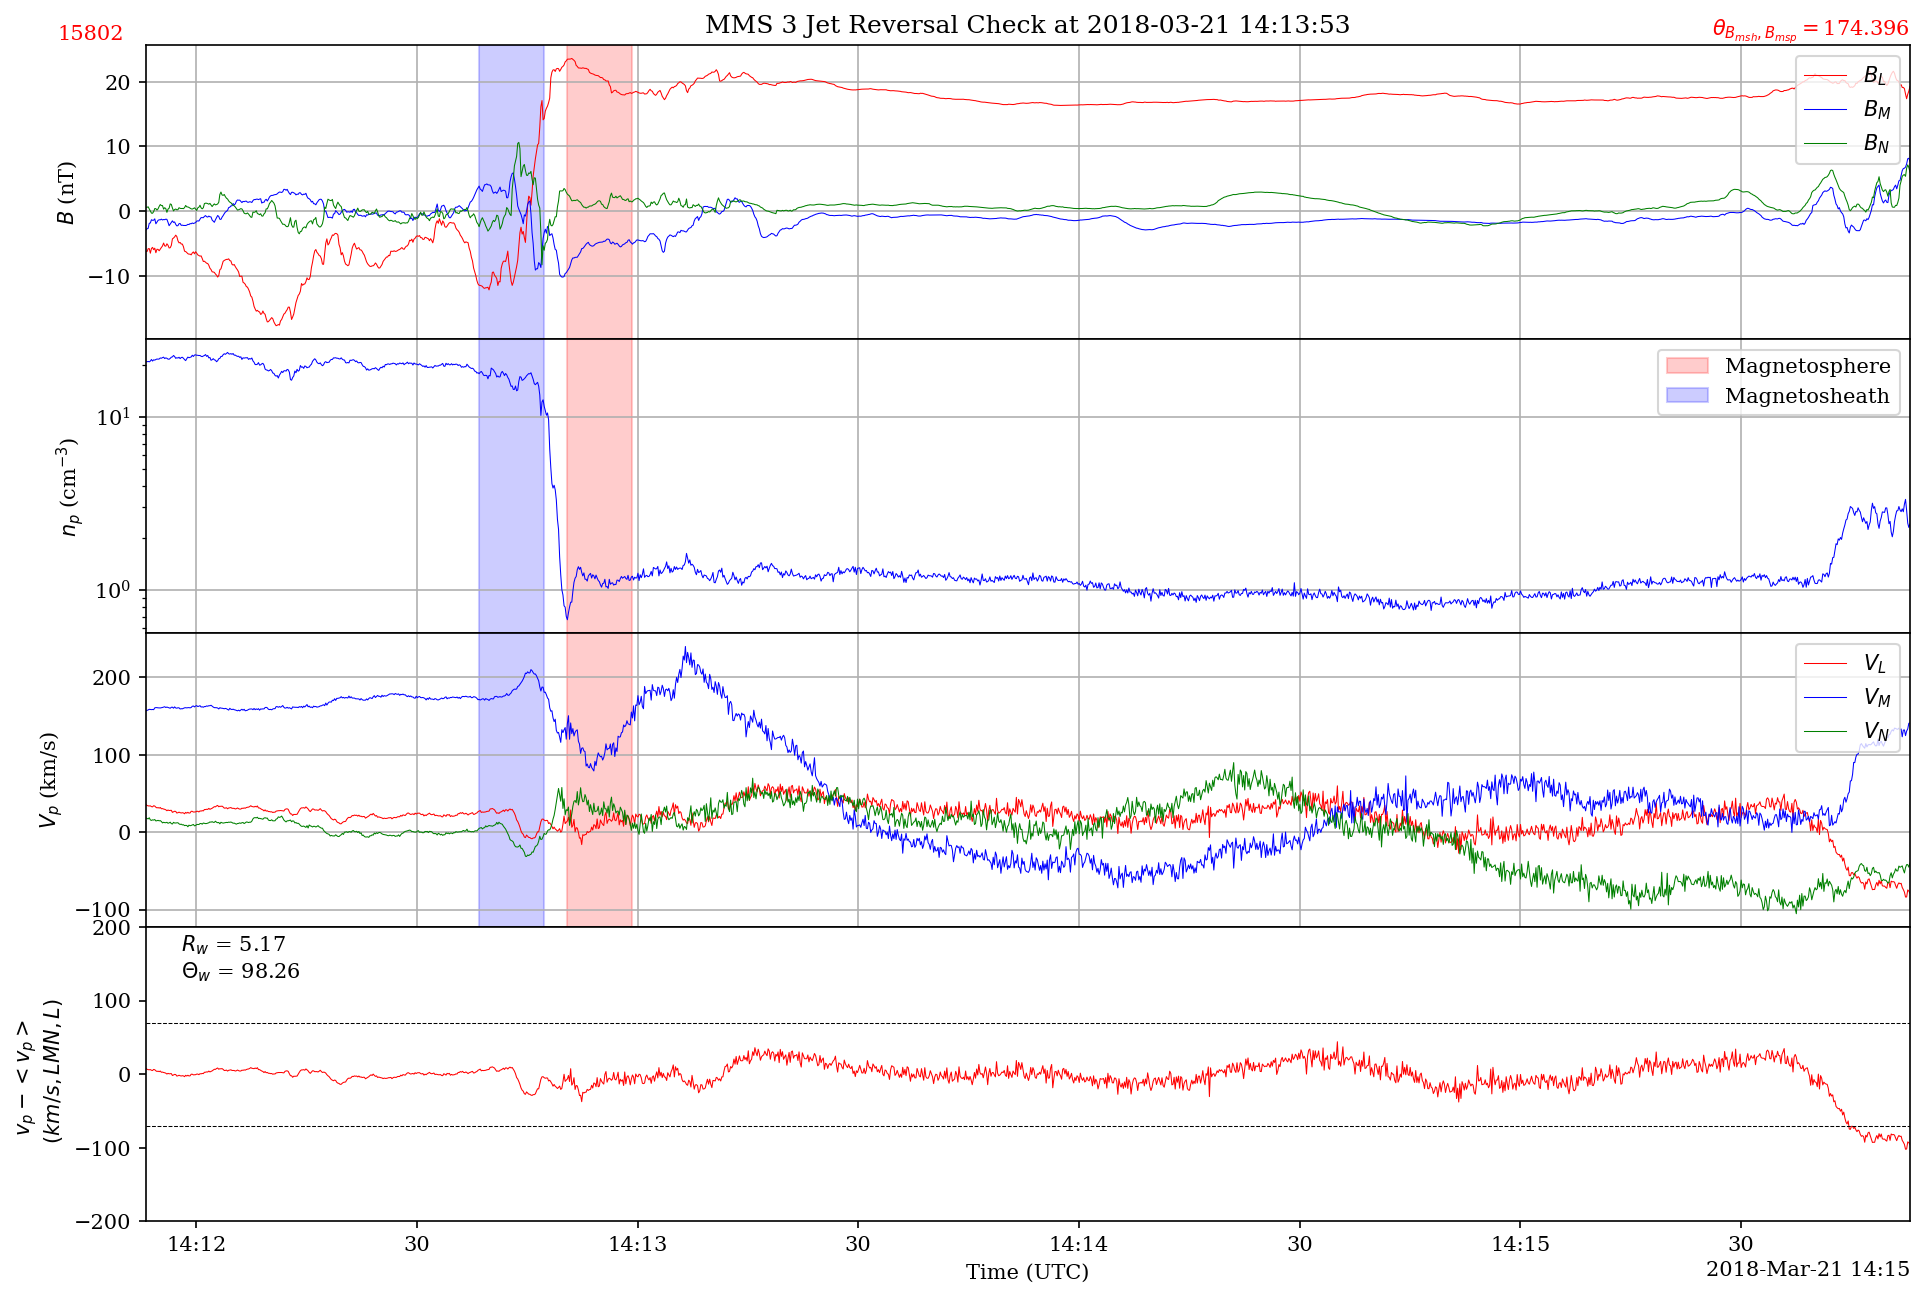 15802
MMS 3 Jet Reversal Check at 2018-03-21 14:13:53
θ_{B_{msh}, B_{msp}} = 174.396
20
10
0
−10
B (nT)
B_L
B_M
B_N
10^1
10^0
n_p (cm^{−3})
Magnetosphere
Magnetosheath
200
100
0
−100
V_p (km/s)
V_L
V_M
V_N
200
100
0
−100
−200
v_p − < v_p >
(km/s, LMN, L)
R_w = 5.17
Θ_w = 98.26
14:12
30
14:13
30
14:14
30
14:15
30
Time (UTC)
2018-Mar-21 14:15